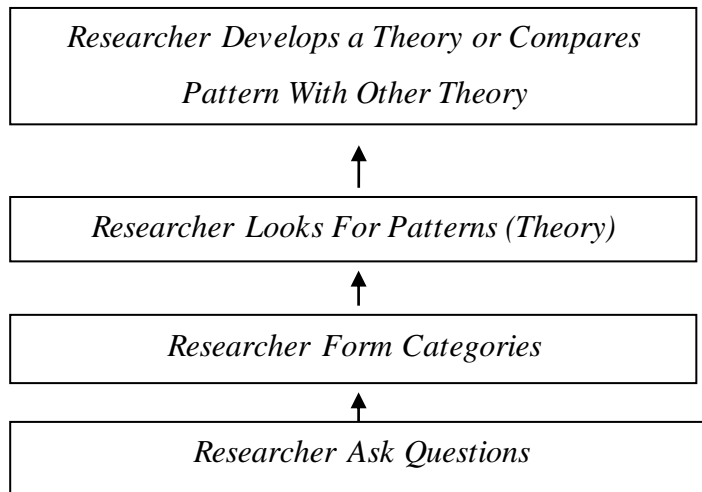 Researcher Develops a Theory or Compares
Pattern With Other Theory
Researcher Looks For Patterns (Theory)
Researcher Form Categories
Researcher Ask Questions